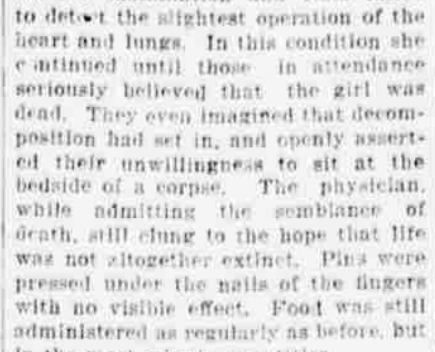 to detect the slightest operation of the
heart and lungs. In this condition she
continued until those in attendance
seriously believed that the girl was
dead. They even imagined that decom-
position had set in, and openly assert-
ed their unwillingness to sit at the
bedside of a corpse. The physician,
while admitting the semblance of
death, still clung to the hope that life
was not altogether extinct. Pins were
pressed under the nails of the fingers
with no visible effect. Food was still
administered as regularly as before, but